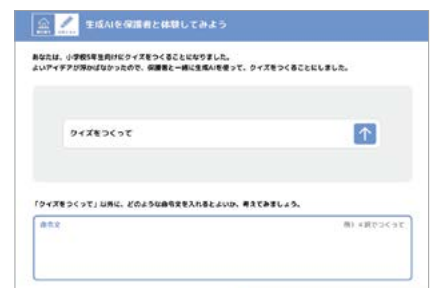 生成AIを保護者と体験してみよう
あなたは、小学校5年生向けにクイズをつくることになりました。
よいアイデアが浮かばなかったので、保護者と一緒に生成AIを使って、クイズをつくることにしました。
クイズをつくって
「クイズをつくって」以外に、どのような命令文を入れるとよいか、考えてみましょう。
命令文